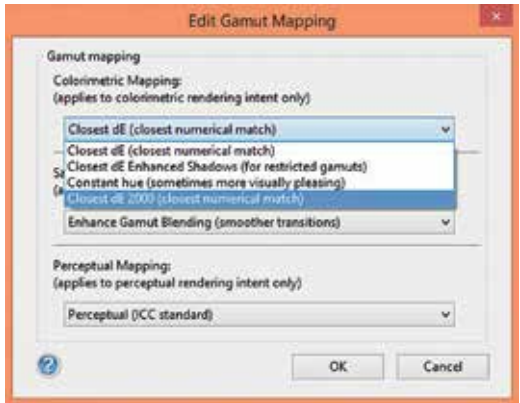 Edit Gamut Mapping
×
Gamut mapping
Colorimetric Mapping:
(applies to colorimetric rendering intent only)
Closest dE (closest numerical match)
Closest dE (closest numerical match)
Closest dE Enhanced Shadows (for restricted gamuts)
Constant hue (sometimes more visually pleasing)
Closest dE 2000 (closest numerical match)
Enhance Gamut Blending (smoother transitions)
Perceptual Mapping:
(applies to perceptual rendering intent only)
Perceptual (ICC standard)
?
OK
Cancel